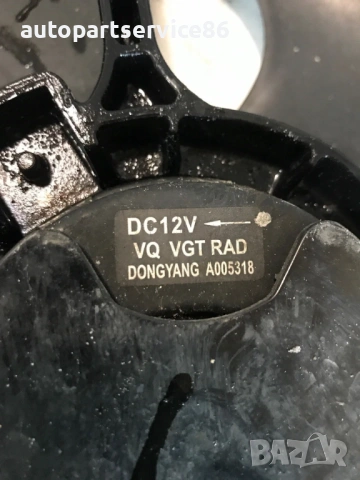 autopartservice86
DC12V
VQ VGT RAD
DONGYANG A005318
BAZAR